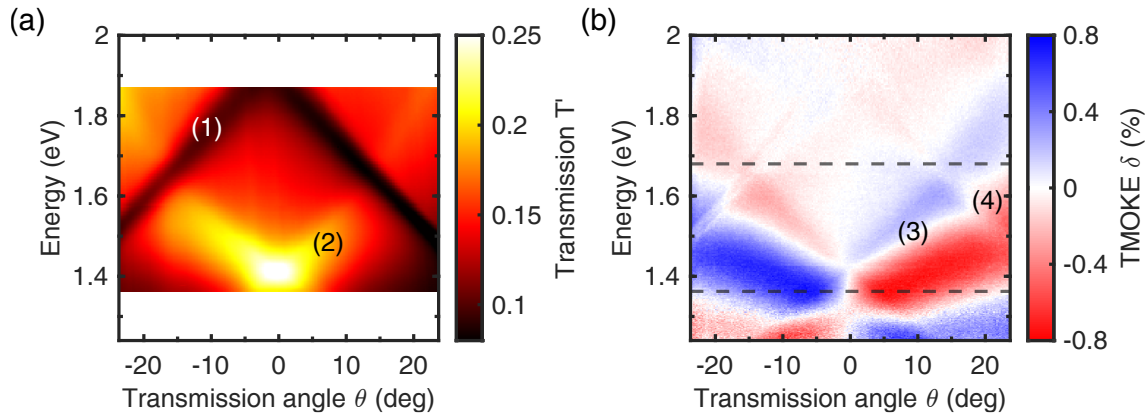 (a)
2
1.8
1.6
1.4
Energy (eV)
-20 -10 0 10 20
Transmission angle θ (deg)
(1)
(2)
0.25
0.2
0.15
0.1
Transmission T'
(b)
2
1.8
1.6
1.4
Energy (eV)
-20 -10 0 10 20
Transmission angle θ (deg)
(3)
(4)
0.8
0.4
0
-0.4
-0.8
TMOKE δ (%)